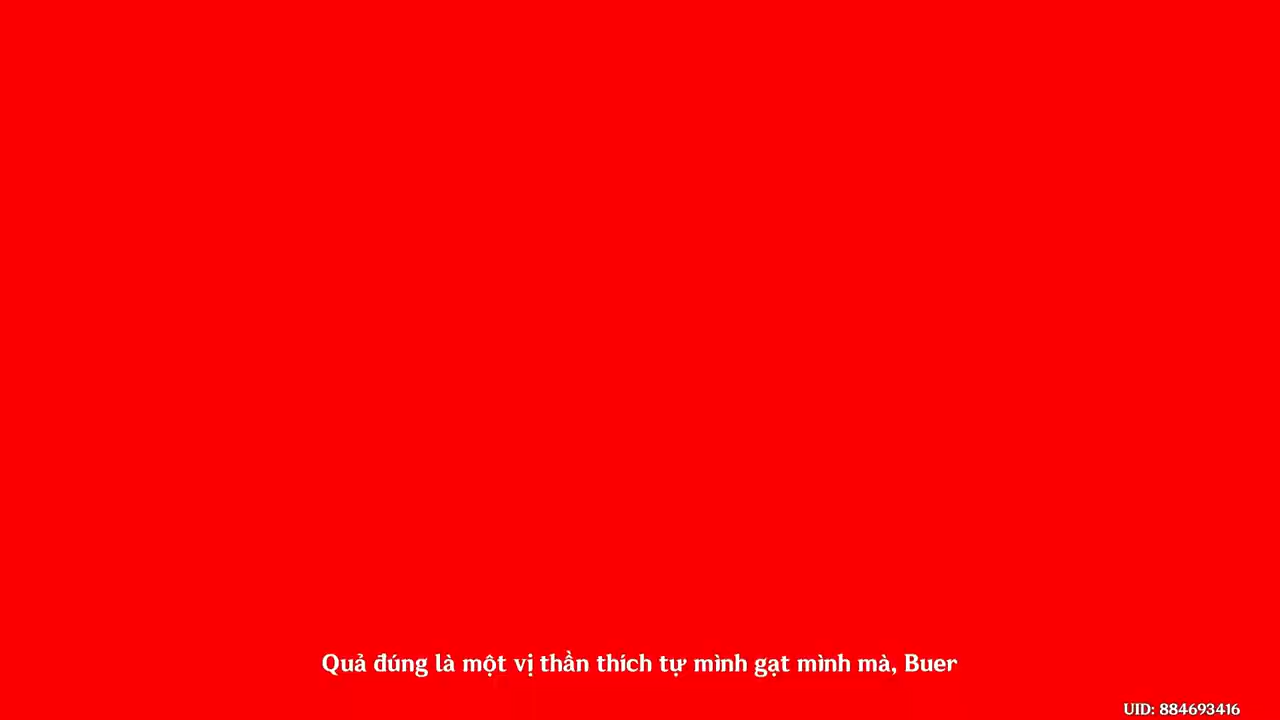 Quả đúng là một vị thần thích tự mình gạt mình mà, Buer
UID: 884693416